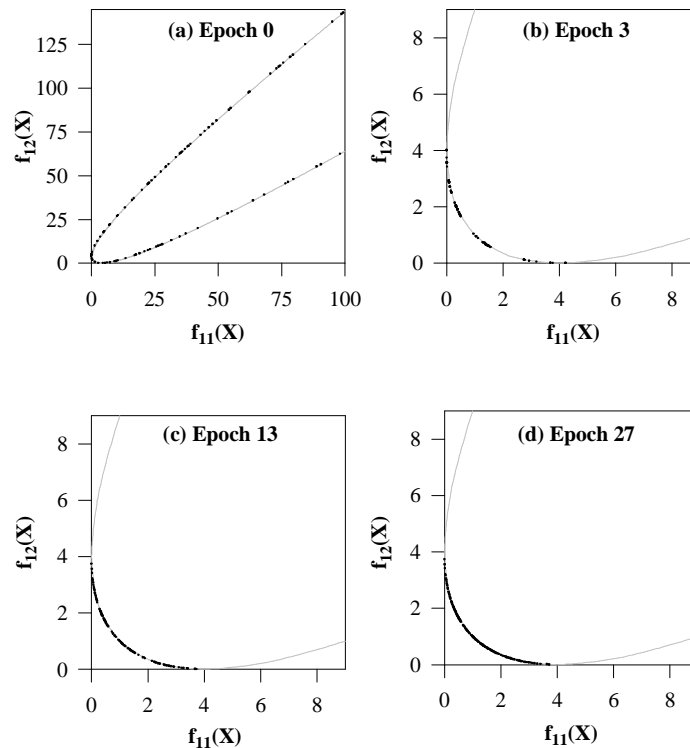 (a) Epoch 0
125
100
75
50
25
0
f12(X)
0 25 50 75 100
f11(X)
(b) Epoch 3
8
6
4
2
0
f12(X)
0 2 4 6 8
f11(X)
(c) Epoch 13
8
6
4
2
0
f12(X)
0 2 4 6 8
f11(X)
(d) Epoch 27
8
6
4
2
0
f12(X)
0 2 4 6 8
f11(X)